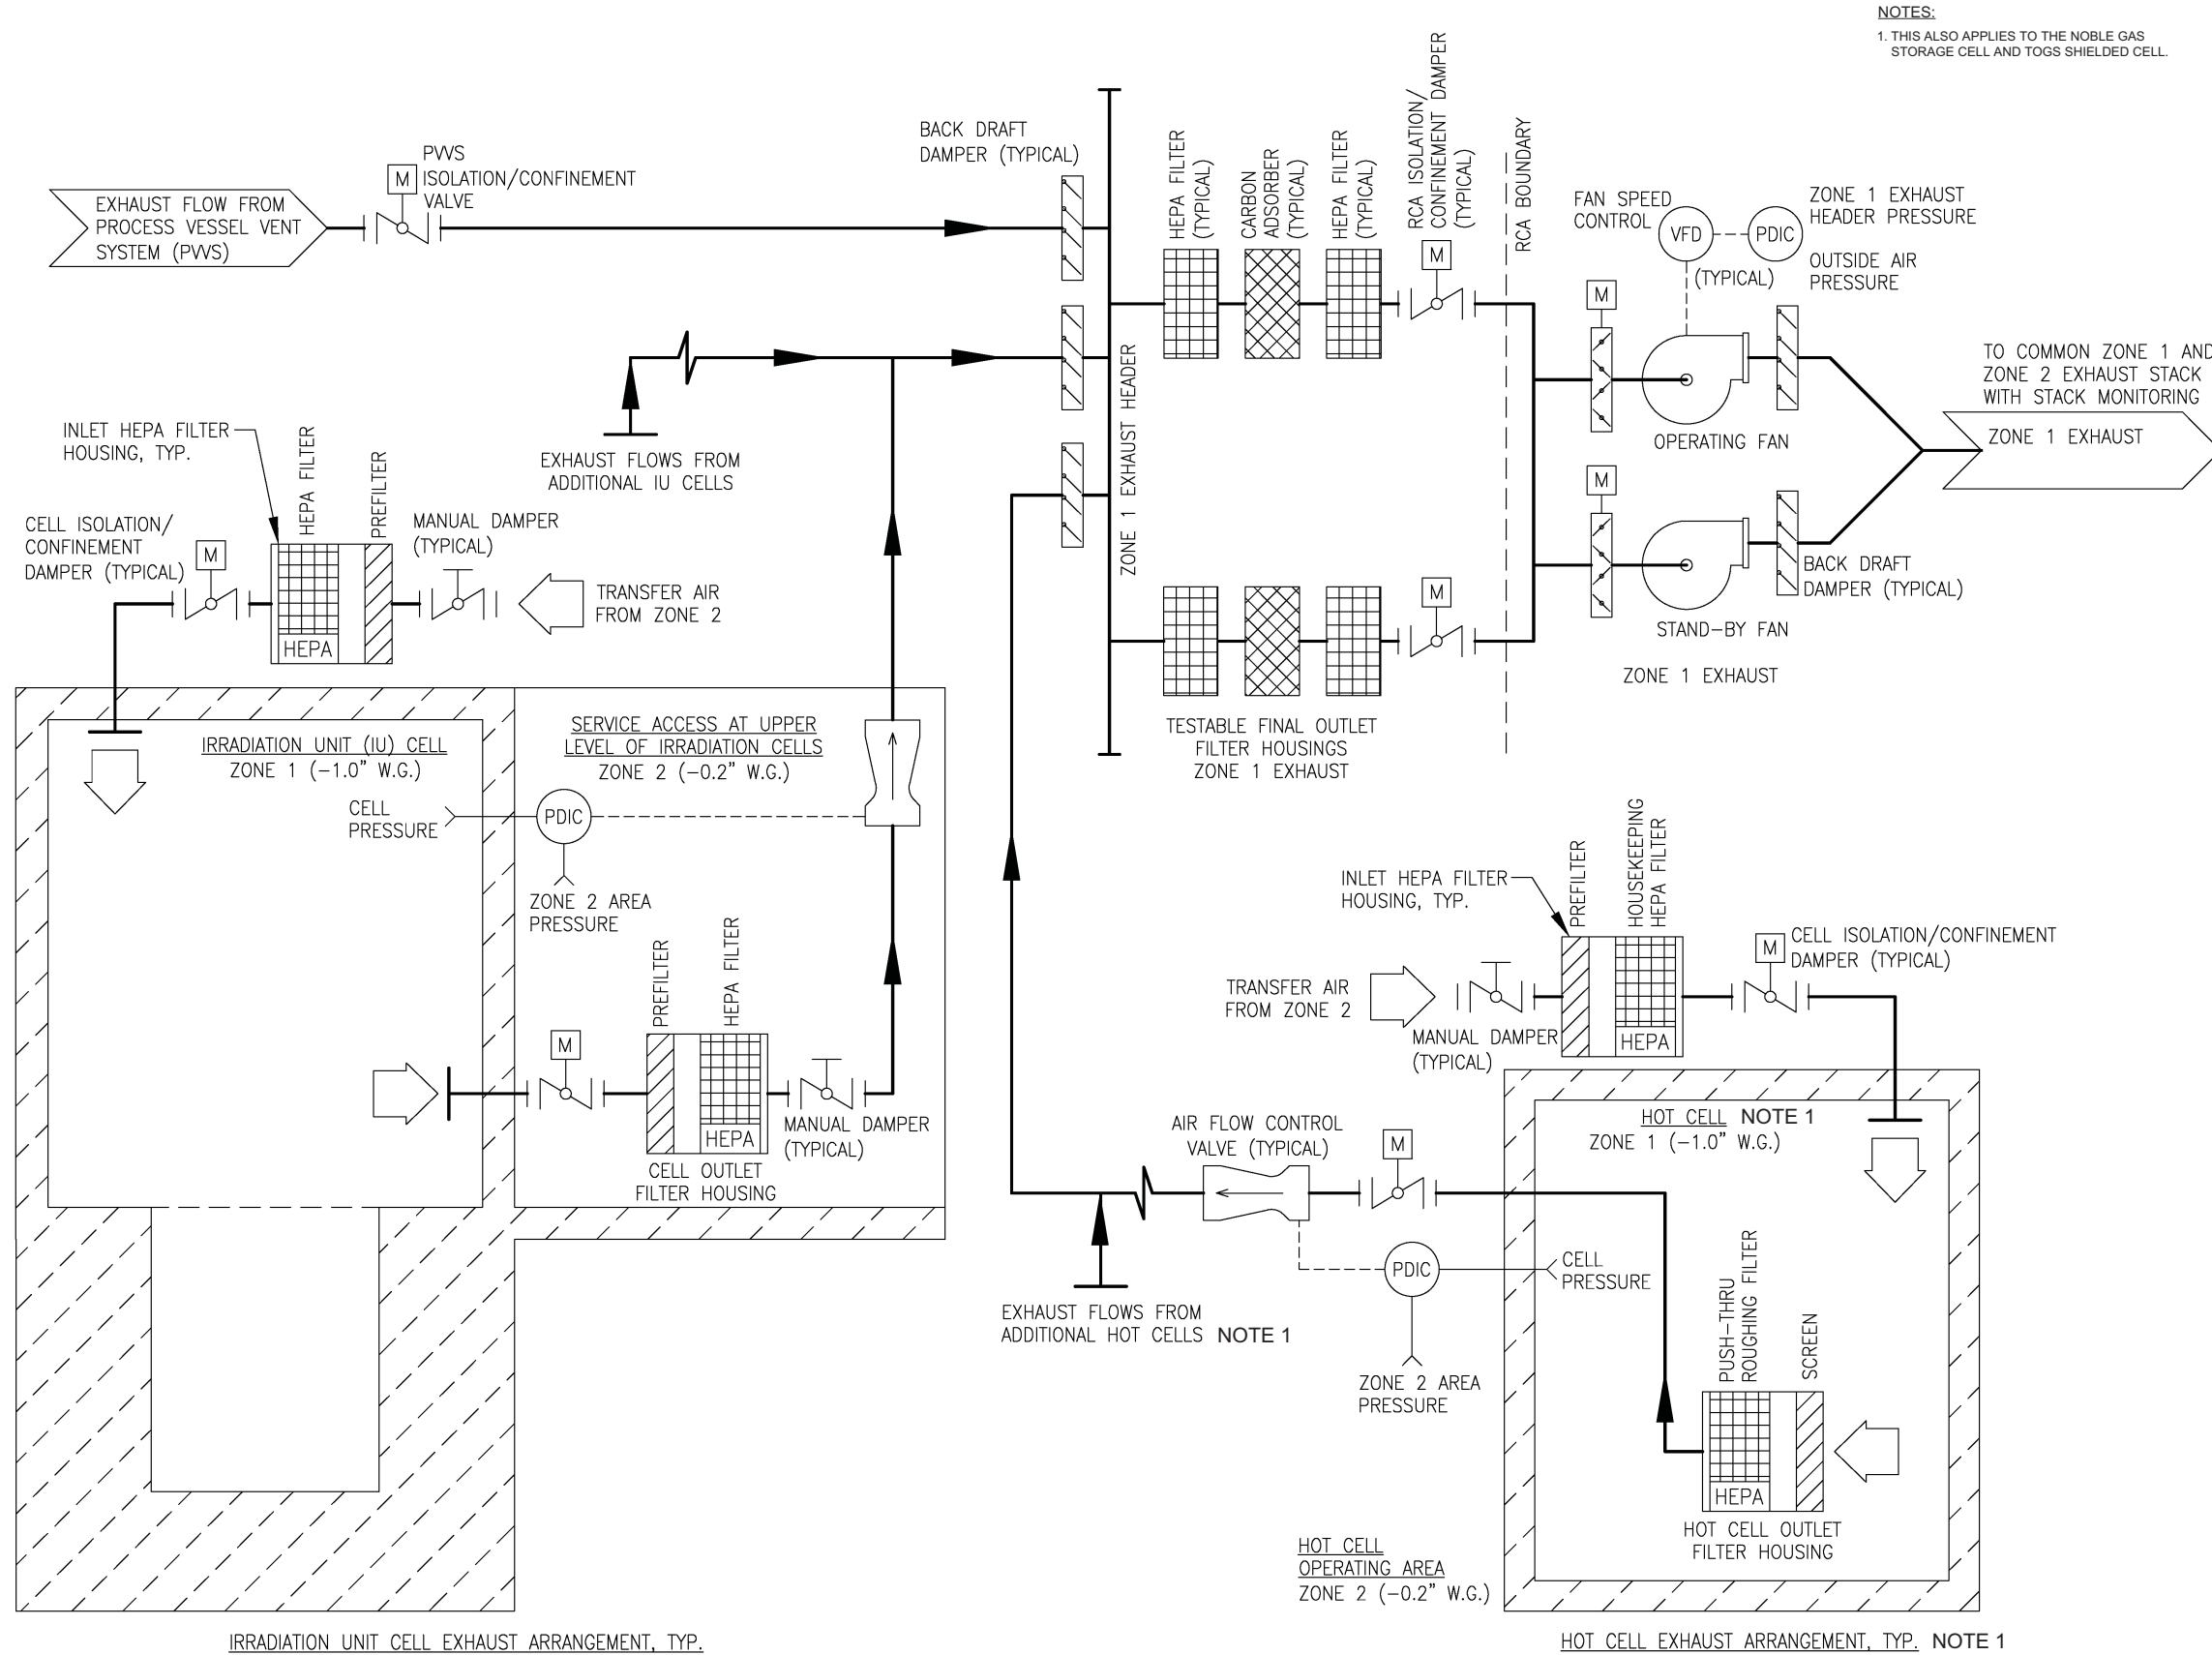 NOTES:
1. THIS ALSO APPLIES TO THE NOBLE GAS
STORAGE CELL AND TOGS SHIELDED CELL.
EXHAUST FLOW FROM
PROCESS VESSEL VENT
SYSTEM (PVVS)
M
PVVS
ISOLATION/CONFINEMENT
VALVE
BACK DRAFT
DAMPER (TYPICAL)
HEPA FILTER
(TYPICAL)
CARBON
ADSORBER
(TYPICAL)
HEPA FILTER
(TYPICAL)
RCA ISOLATION/
CONFINEMENT DAMPER
(TYPICAL)
M
RCA BOUNDARY
FAN SPEED
CONTROL
VFD
PDIC
(TYPICAL)
ZONE 1 EXHAUST
HEADER PRESSURE
OUTSIDE AIR
PRESSURE
M
OPERATING FAN
TO COMMON ZONE 1 AND
ZONE 2 EXHAUST STACK
WITH STACK MONITORING
ZONE 1 EXHAUST
M
STAND-BY FAN
BACK DRAFT
DAMPER (TYPICAL)
ZONE 1 EXHAUST
ZONE 1 EXHAUST HEADER
M
TESTABLE FINAL OUTLET
FILTER HOUSINGS
ZONE 1 EXHAUST
EXHAUST FLOWS FROM
ADDITIONAL IU CELLS
INLET HEPA FILTER
HOUSING, TYP.
HEPA FILTER
PREFILTER
HEPA
CELL ISOLATION/
CONFINEMENT
DAMPER (TYPICAL)
M
MANUAL DAMPER
(TYPICAL)
TRANSFER AIR
FROM ZONE 2
IRRADIATION UNIT (IU) CELL
ZONE 1 (-1.0" W.G.)
SERVICE ACCESS AT UPPER
LEVEL OF IRRADIATION CELLS
ZONE 2 (-0.2" W.G.)
CELL
PRESSURE
PDIC
ZONE 2 AREA
PRESSURE
M
PREFILTER
HEPA FILTER
HEPA
CELL OUTLET
FILTER HOUSING
MANUAL DAMPER
(TYPICAL)
IRRADIATION UNIT CELL EXHAUST ARRANGEMENT, TYP.
INLET HEPA FILTER
HOUSING, TYP.
PREFILTER
HOUSEKEEPING
HEPA FILTER
HEPA
TRANSFER AIR
FROM ZONE 2
MANUAL DAMPER
(TYPICAL)
M
CELL ISOLATION/CONFINEMENT
DAMPER (TYPICAL)
AIR FLOW CONTROL
VALVE (TYPICAL)
M
HOT CELL NOTE 1
ZONE 1 (-1.0" W.G.)
EXHAUST FLOWS FROM
ADDITIONAL HOT CELLS NOTE 1
PDIC
CELL
PRESSURE
ZONE 2 AREA
PRESSURE
PUSH-THRU
ROUGHING FILTER
SCREEN
HEPA
HOT CELL OUTLET
FILTER HOUSING
HOT CELL
OPERATING AREA
ZONE 2 (-0.2" W.G.)
HOT CELL EXHAUST ARRANGEMENT, TYP. NOTE 1